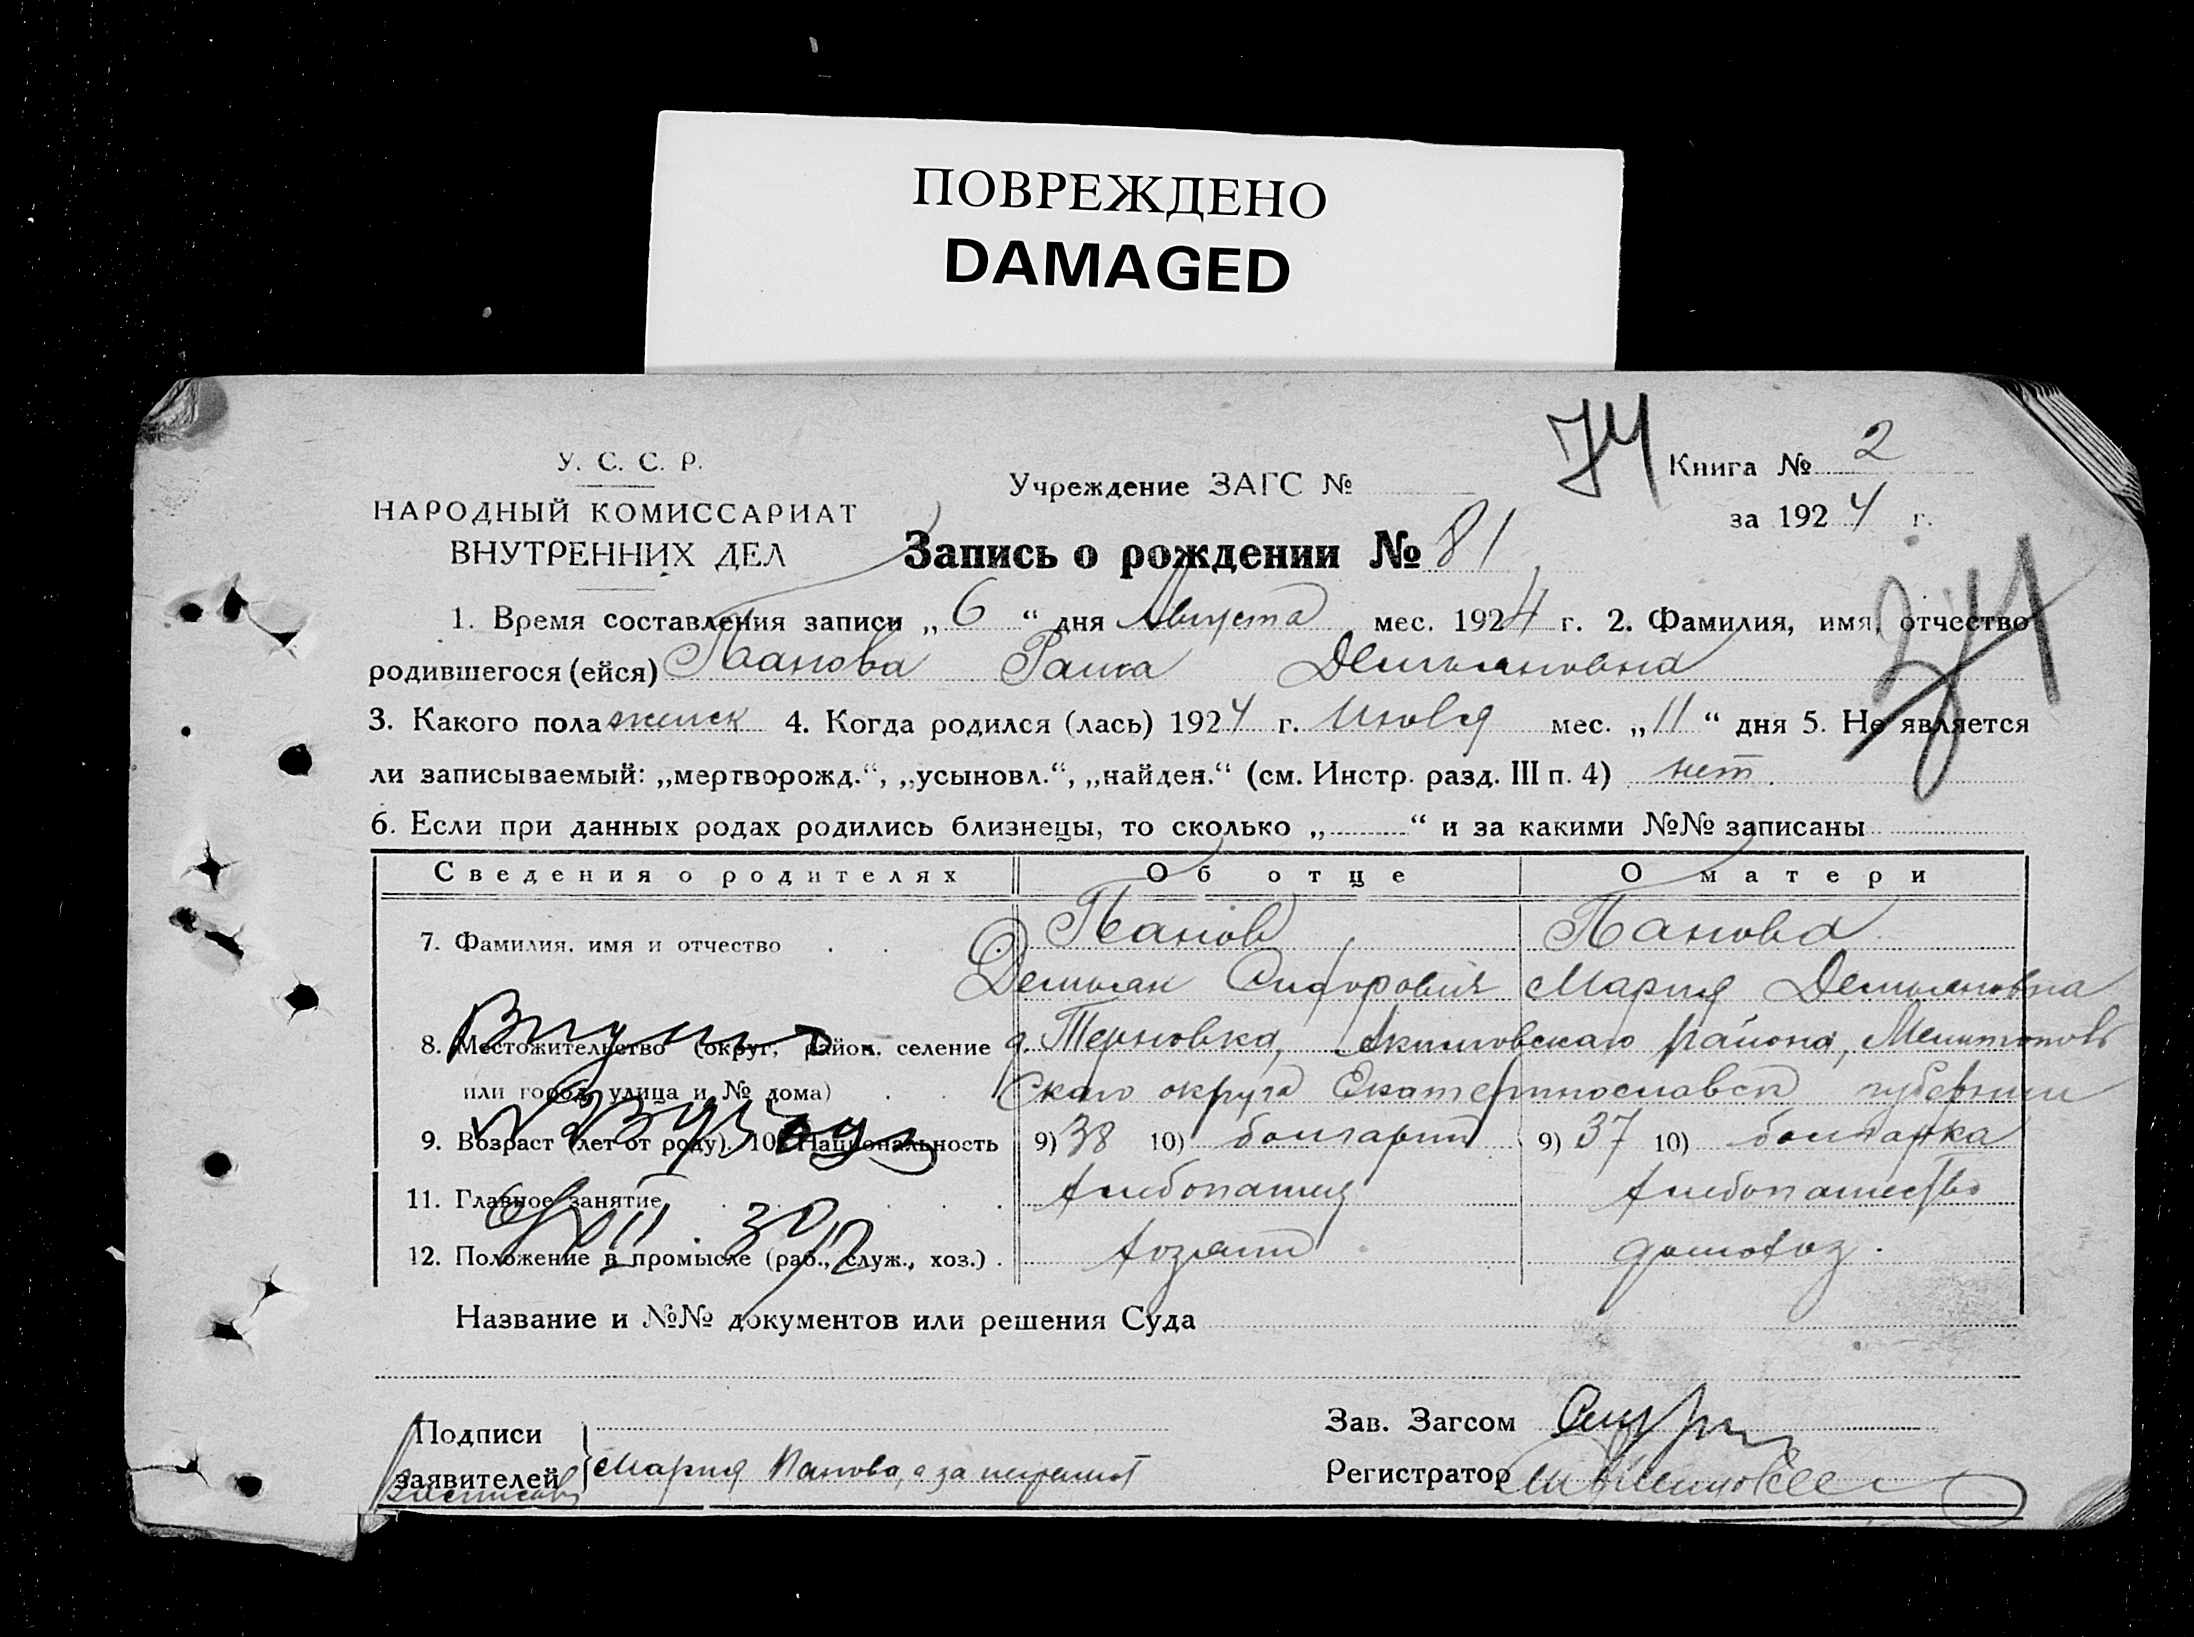 ПОВРЕЖДЕНО
DAMAGED
У. С. С. Р.
НАРОДНЫЙ КОМИССАРИАТ
ВНУТРЕННИХ ДЕЛ
Учреждение ЗАГС №
74
Книга № 2
за 1924 г.
Запись о рождении № 81
1. Время составления записи „ 6 “ дня Августа мес. 1924 г. 2. Фамилия, имя, отчество
родившегося (ейся) Панова Раиса Демьяновна
3. Какого пола женск 4. Когда родился (лась) 1924 г. Июля мес. „ 11 “ дня 5. Не является
ли записываемый: „мертворожд.“, „усыновл.“, „найден.“ (см. Инстр. разд. III п. 4) нет
6. Если при данных родах родились близнецы, то сколько „ “ и за какими №№ записаны
Сведения о родителях Об отце О матери
7. Фамилия, имя и отчество Панов Панова
Демьян Сидорович Мария Демьяновна
8. Местожительство (округ, район, селение д. Терновка, Акимовскаго района, Мелитополь
или город, улица и № дома) скаго округа Екатеринославск губернии
9. Возраст (лет от роду). 10. Национальность 9) 38 10) болгарин 9) 37 10) болгарка
11. Главное занятие хлебопашец хлебопашество
12. Положение в промысле (раб., служ., хоз.) хозяин домохоз.
Название и №№ документов или решения Суда
Подписи
заявителей Мария Панова, а за неграмот
Зав. Загсом
Регистратор